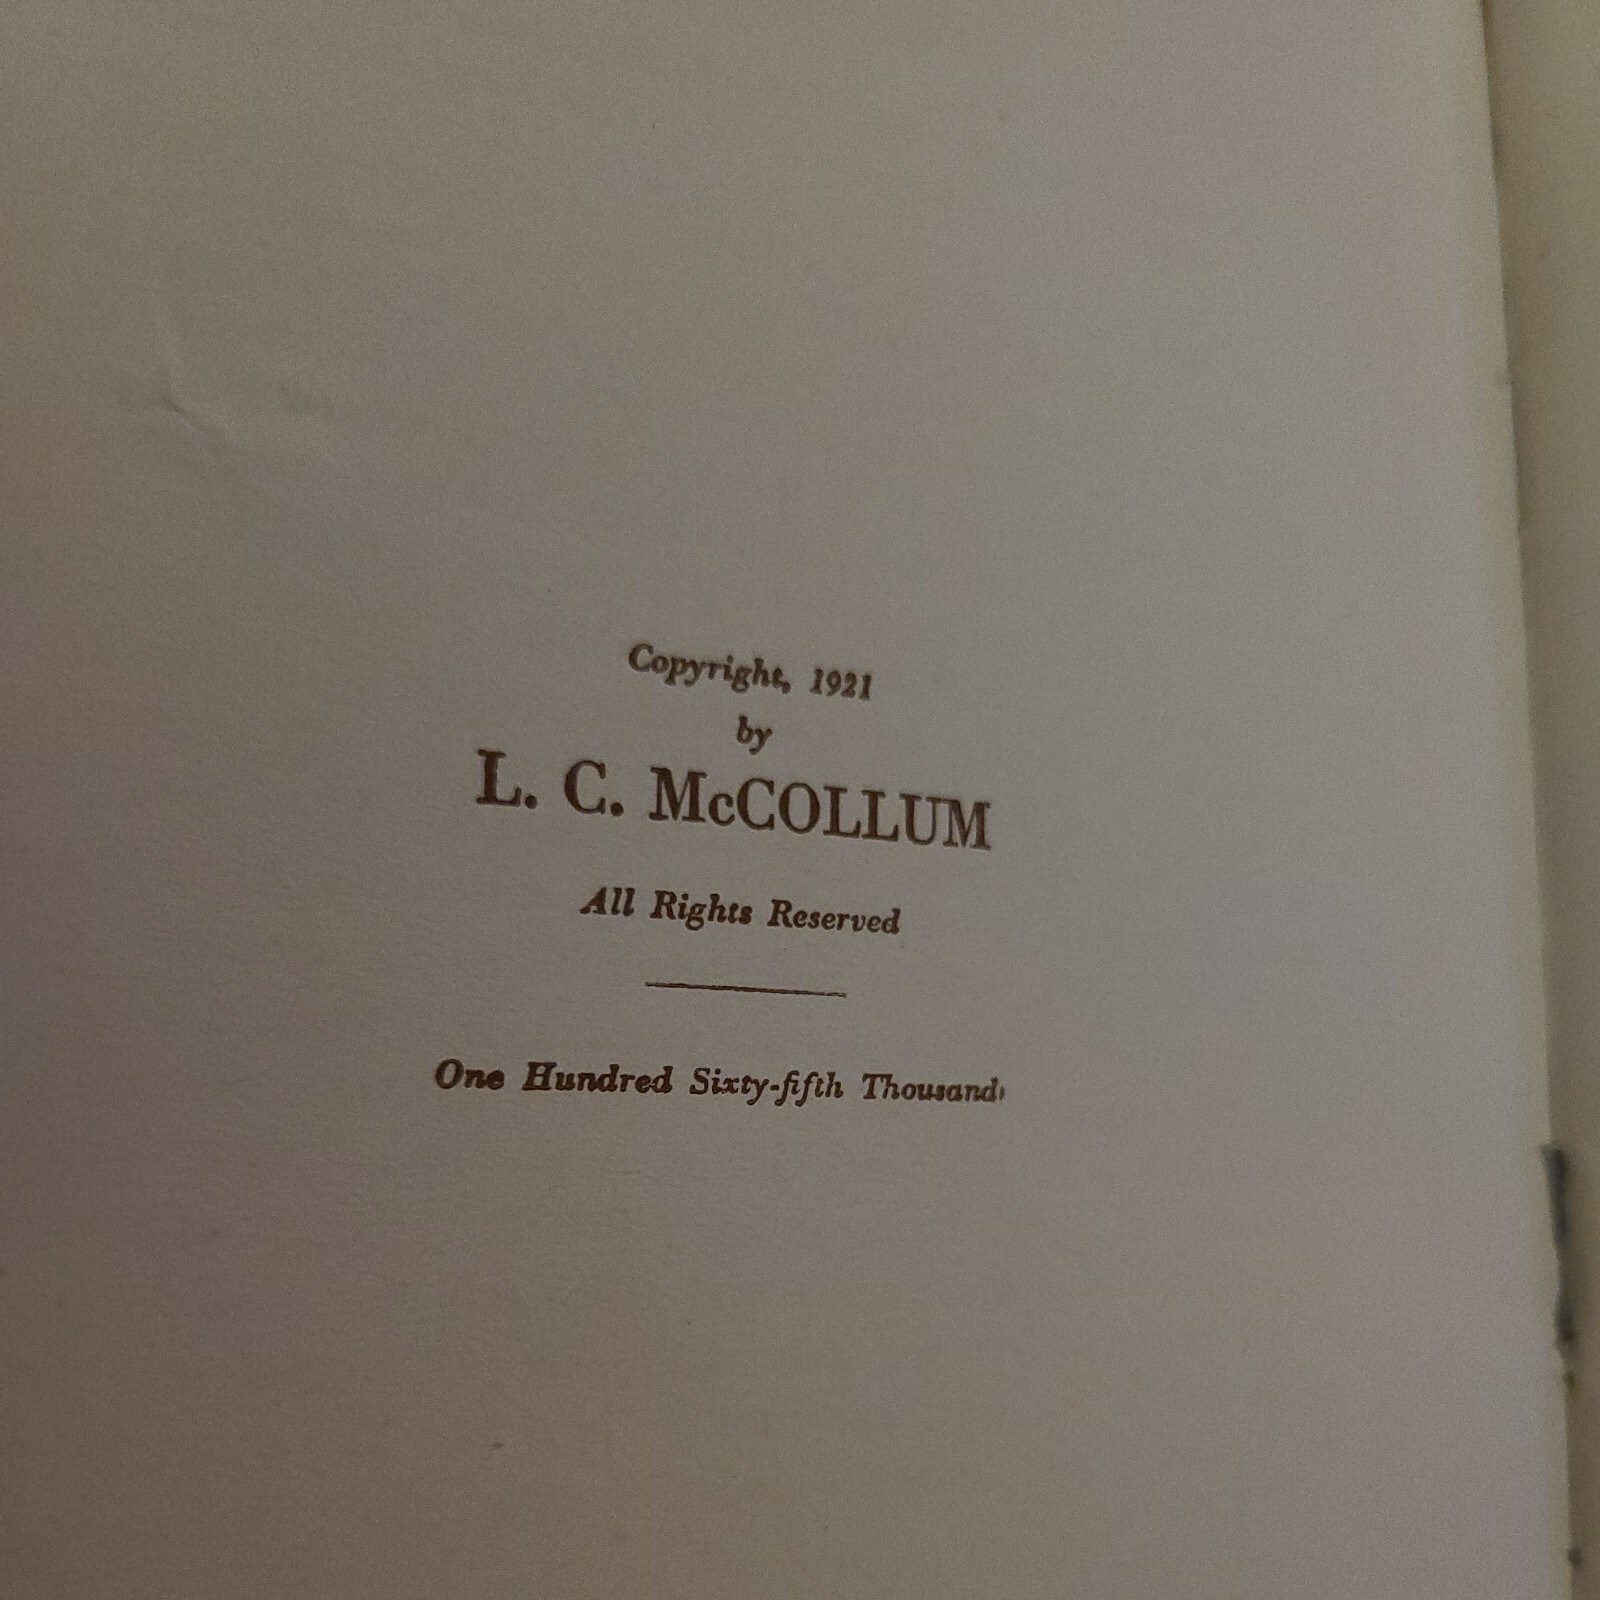 Copyright, 1921
by
L. C. McCOLLUM
All Rights Reserved
One Hundred Sixty-fifth Thousand